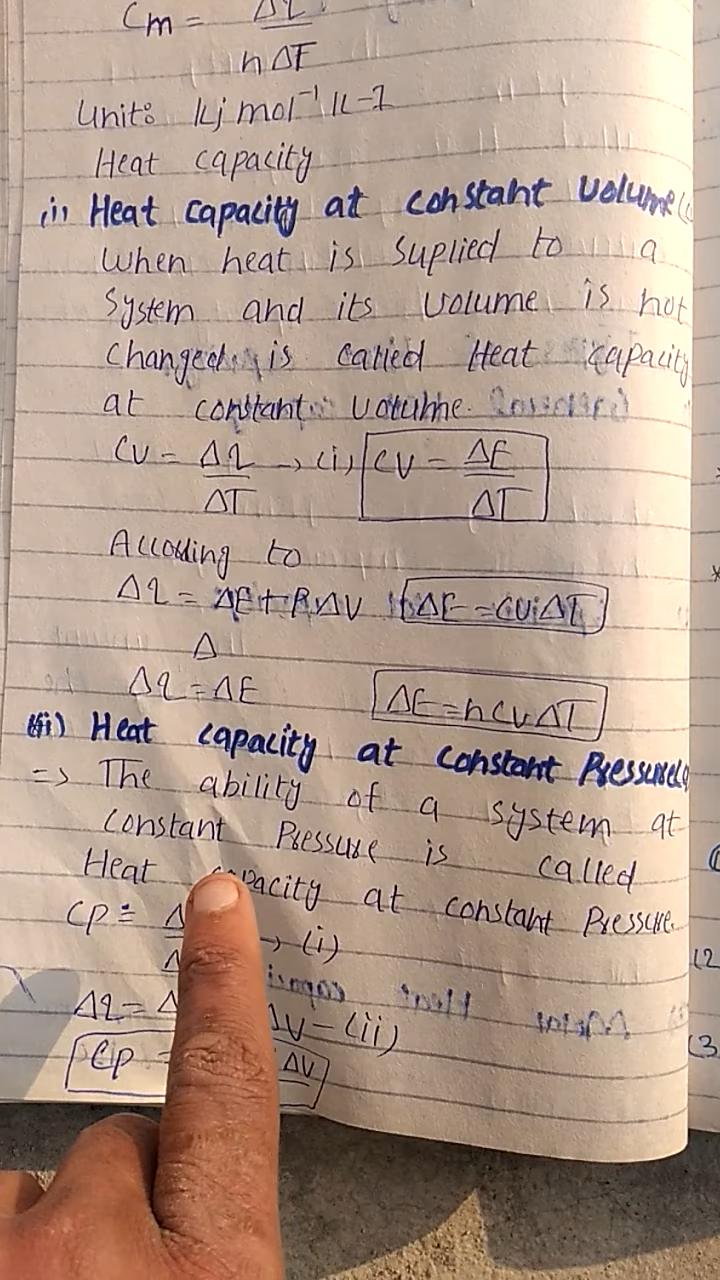 Cm = Δq
nΔT
Unit: kj mol⁻¹ K-1
Heat capacity
(i) Heat capacity at constant volume (
When heat is suplied to a
system and its volume is not
changed is called Heat capacity
at constant volume.
Cv = Δq/ΔT → (i) Cv = ΔE/ΔT
According to
Δq = ΔE + PΔV ΔE = Cv ΔT
Δ
Δq = ΔE ΔE = nCvΔT
(ii) Heat capacity at constant Pressure (
=> The ability of a system at
constant Pressure is called
Heat capacity at constant Pressure.
Cp = → (i)
Δq = ΔV - (ii)
Cp = ΔV
(2
(3